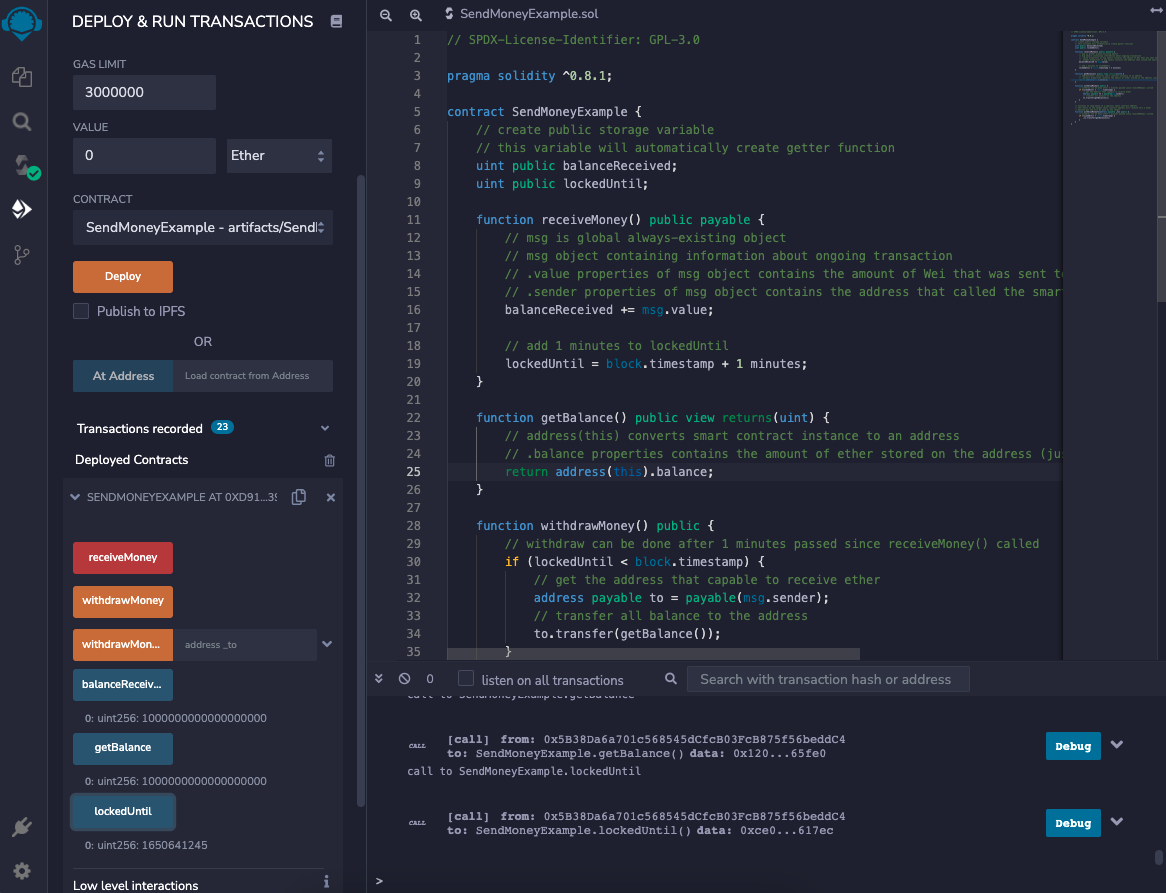 DEPLOY & RUN TRANSACTIONS
GAS LIMIT
3000000
VALUE
0
Ether
CONTRACT
SendMoneyExample - artifacts/Send
Deploy
Publish to IPFS
OR
At Address
Load contract from Address
Transactions recorded 23
Deployed Contracts
SENDMONEYEXAMPLE AT 0XD91...39
receiveMoney
withdrawMoney
withdrawMon...
address _to
balanceReceiv...
0: uint256: 1000000000000000000
getBalance
0: uint256: 1000000000000000000
lockedUntil
0: uint256: 1650641245
Low level interactions
SendMoneyExample.sol
1 // SPDX-License-Identifier: GPL-3.0
2
3 pragma solidity ^0.8.1;
4
5 contract SendMoneyExample {
6 // create public storage variable
7 // this variable will automatically create getter function
8 uint public balanceReceived;
9 uint public lockedUntil;
10
11 function receiveMoney() public payable {
12 // msg is global always-existing object
13 // msg object containing information about ongoing transaction
14 // .value properties of msg object contains the amount of Wei that was sent t
15 // .sender properties of msg object contains the address that called the smar
16 balanceReceived += msg.value;
17
18 // add 1 minutes to lockedUntil
19 lockedUntil = block.timestamp + 1 minutes;
20 }
21
22 function getBalance() public view returns(uint) {
23 // address(this) converts smart contract instance to an address
24 // .balance properties contains the amount of ether stored on the address (ju
25 return address(this).balance;
26 }
27
28 function withdrawMoney() public {
29 // withdraw can be done after 1 minutes passed since receiveMoney() called
30 if (lockedUntil < block.timestamp) {
31 // get the address that capable to receive ether
32 address payable to = payable(msg.sender);
33 // transfer all balance to the address
34 to.transfer(getBalance());
35 }
0
listen on all transactions
Search with transaction hash or address
call to SendMoneyExample.getBalance
CALL [call] from: 0x5B38Da6a701c568545dCfcB03FcB875f56beddC4
to: SendMoneyExample.getBalance() data: 0x120...65fe0
Debug
call to SendMoneyExample.lockedUntil
CALL [call] from: 0x5B38Da6a701c568545dCfcB03FcB875f56beddC4
to: SendMoneyExample.lockedUntil() data: 0xce0...617ec
Debug
>